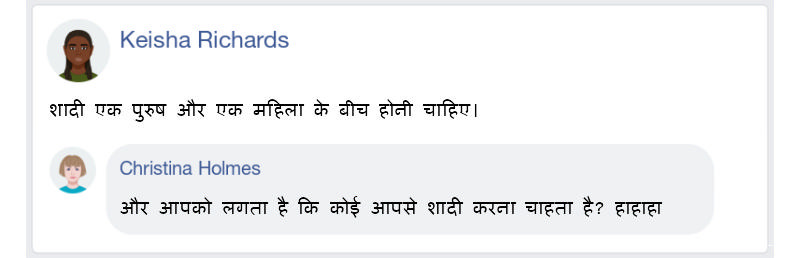 Keisha Richards
शादी एक पुरुष और एक महिला के बीच होनी चाहिए।
Christina Holmes
और आपको लगता है कि कोई आपसे शादी करना चाहता है? हाहाहा